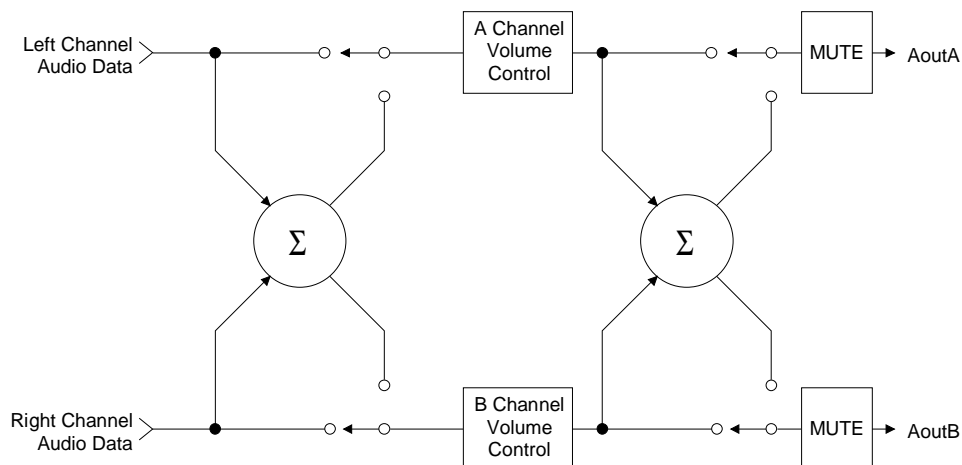 Left Channel
Audio Data
A Channel
Volume
Control
MUTE
AoutA
Σ
Σ
Right Channel
Audio Data
B Channel
Volume
Control
MUTE
AoutB